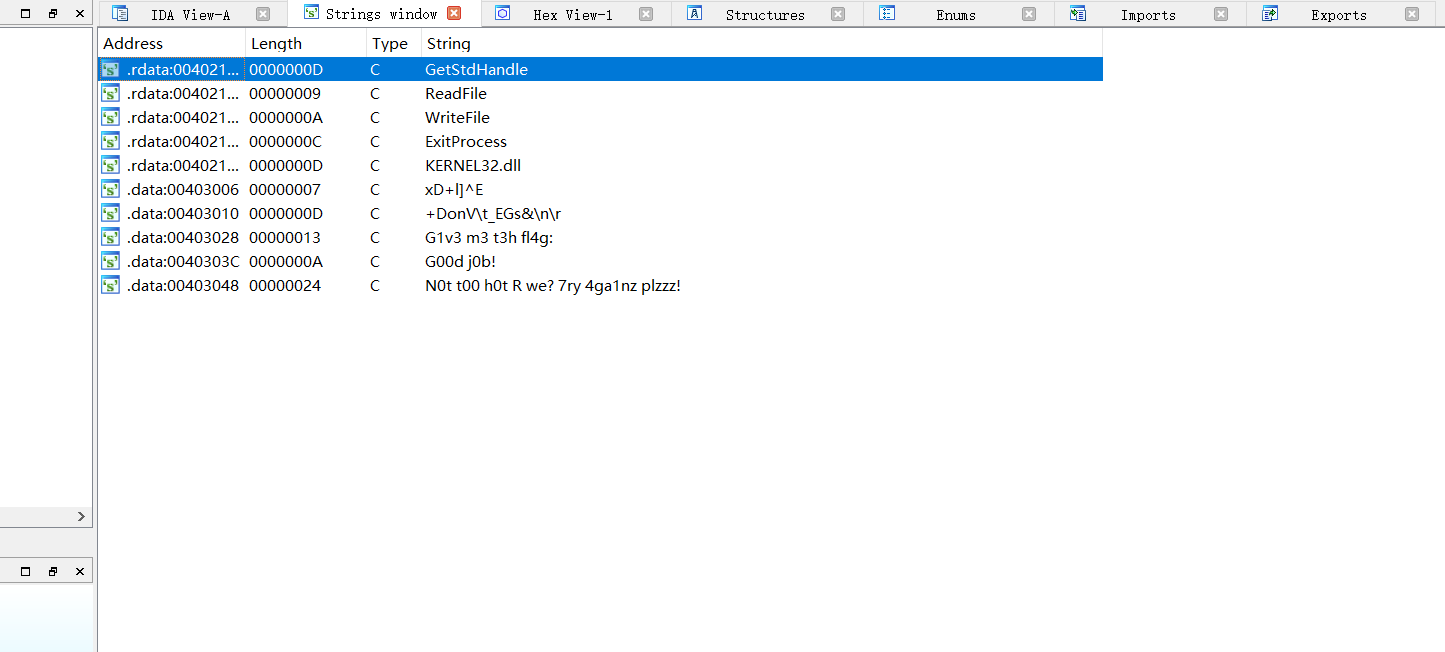 IDA View-A Strings window Hex View-1 Structures Enums Imports Exports
Address Length Type String
.rdata:004021... 0000000D C GetStdHandle
.rdata:004021... 00000009 C ReadFile
.rdata:004021... 0000000A C WriteFile
.rdata:004021... 0000000C C ExitProcess
.rdata:004021... 0000000D C KERNEL32.dll
.data:00403006 00000007 C xD+l]^E
.data:00403010 0000000D C +DonV\t_EGs&\n\r
.data:00403028 00000013 C G1v3 m3 t3h fl4g:
.data:0040303C 0000000A C G00d j0b!
.data:00403048 00000024 C N0t t00 h0t R we? 7ry 4ga1nz plzzz!